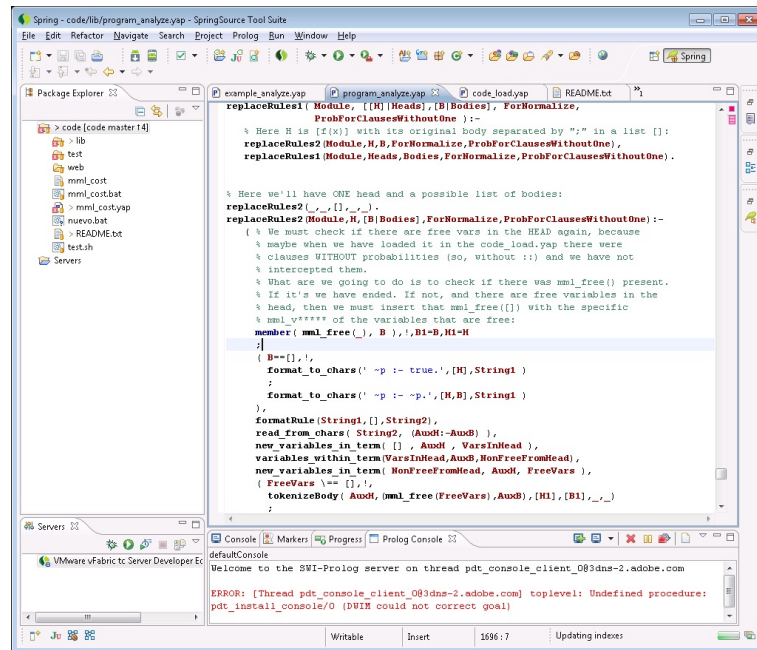 Spring - code/lib/program_analyze.yap - SpringSource Tool Suite
File Edit Refactor Navigate Search Project Prolog Run Window Help
Spring
Package Explorer
example_analyze.yap program_analyze.yap code_load.yap README.txt "1
> code [code master ↑4]
> lib
test
web
mml_cost
mml_cost.bat
> mml_cost.yap
nuevo.bat
> README.txt
test.sh
Servers
replaceRules1( Module, [[H]|Heads],[B|Bodies], ForNormalize,
ProbForClausesWithoutOne ):-
% Here H is [f(x)] with its original body separated by ";" in a list []:
replaceRules2(Module,H,B,ForNormalize,ProbForClausesWithoutOne),
replaceRules1(Module,Heads,Bodies,ForNormalize,ProbForClausesWithoutOne).
% Here we'll have ONE head and a possible list of bodies:
replaceRules2(_,_,[],_,_).
replaceRules2(Module,H,[B|Bodies],ForNormalize,ProbForClausesWithoutOne):-
( % We must check if there are free vars in the HEAD again, because
% maybe when we have loaded it in the code_load.yap there were
% clauses WITHOUT probabilities (so, without ::) and we have not
% intercepted them.
% What are we going to do is to check if there was mml_free() present.
% If it's we have ended. If not, and there are free variables in the
% head, then we must insert that mml_free([]) with the specific
% mml_v***** of the variables that are free:
member( mml_free(_), B ),!,B1=B,H1=H
;
( B==[],!,
format_to_chars(' ~p :- true.',[H],String1 )
;
format_to_chars(' ~p :- ~p.',[H,B],String1 )
),
formatRule(String1,[],String2),
read_from_chars( String2, (AuxH:-AuxB) ),
new_variables_in_term( [] , AuxH , VarsInHead ),
variables_within_term(VarsInHead,AuxB,NonFreeFromHead),
new_variables_in_term( NonFreeFromHead, AuxH, FreeVars ),
( FreeVars \== [],!,
tokenizeBody( AuxH,(mml_free(FreeVars),AuxB),[H1],[B1],_,_)
;
Servers
VMware vFabric tc Server Developer Ec
Console Markers Progress Prolog Console
defaultConsole
Welcome to the SWI-Prolog server on thread pdt_console_client_0@3dns-2.adobe.com
ERROR: [Thread pdt_console_client_0@3dns-2.adobe.com] toplevel: Undefined procedure:
pdt_install_console/0 (DWIM could not correct goal)
Ju
Writable Insert 1696 : 7 Updating indexes